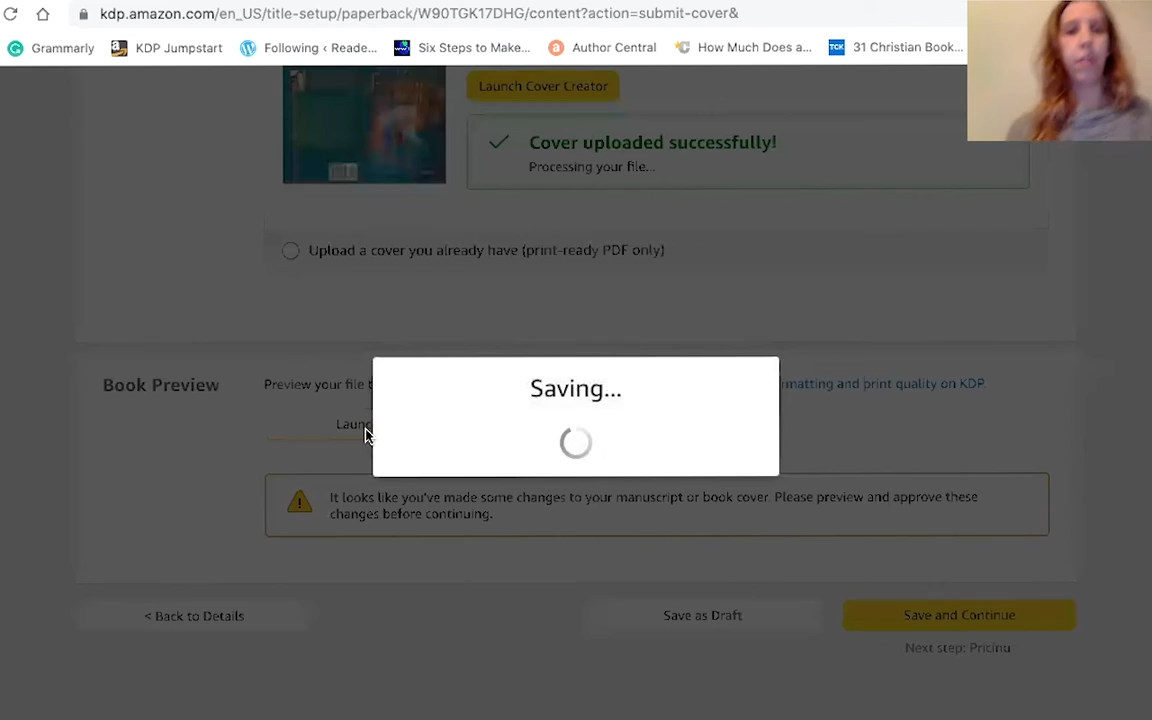 kdp.amazon.com/en_US/title-setup/paperback/W90TGK17DHG/content?action=submit-cover&
Grammarly KDP Jumpstart Following ‹ Reade... Six Steps to Make... Author Central How Much Does a... TCK 31 Christian Book...
Launch Cover Creator
Cover uploaded successfully!
Processing your file...
Upload a cover you already have (print-ready PDF only)
Saving...
Book Preview
Preview your file matting and print quality on KDP.
It looks like you've made some changes to your manuscript or book cover. Please preview and approve these
changes before continuing.
< Back to Details Save as Draft Save and Continue
Next step: Pricing